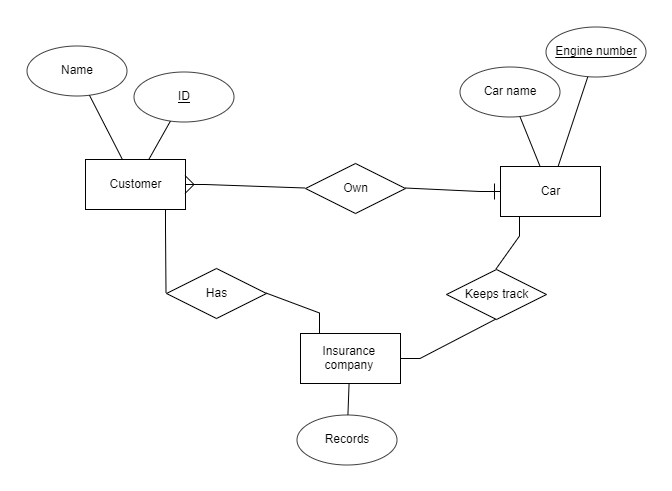 Engine number
Name
Car name
ID
Customer
Own
Car
Has
Keeps track
Insurance
company
Records